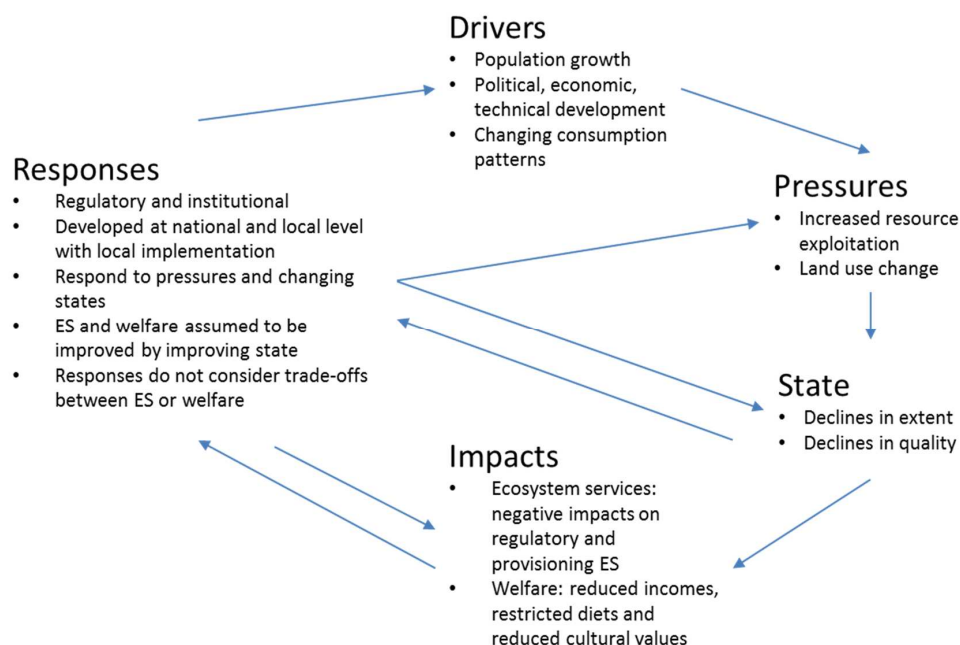 Drivers
• Population growth
• Political, economic,
technical development
• Changing consumption
patterns
Responses
• Regulatory and institutional
• Developed at national and local level
with local implementation
• Respond to pressures and changing
states
• ES and welfare assumed to be
improved by improving state
• Responses do not consider trade-offs
between ES or welfare
Pressures
• Increased resource
exploitation
• Land use change
State
• Declines in extent
• Declines in quality
Impacts
• Ecosystem services:
negative impacts on
regulatory and
provisioning ES
• Welfare: reduced incomes,
restricted diets and
reduced cultural values